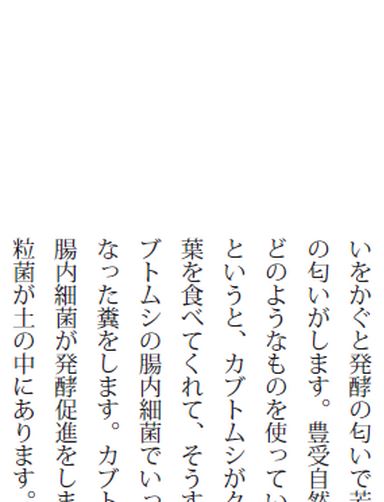 いをかぐと発酵の匂いで
の匂いがします。豊受自然
どのようなものを使ってい
というと、カブトムシが
葉を食べてくれて、そうす
ブトムシの腸内細菌でいっ
なった糞をします。カブト
腸内細菌が発酵促進をしま
粒菌が土の中にあります。